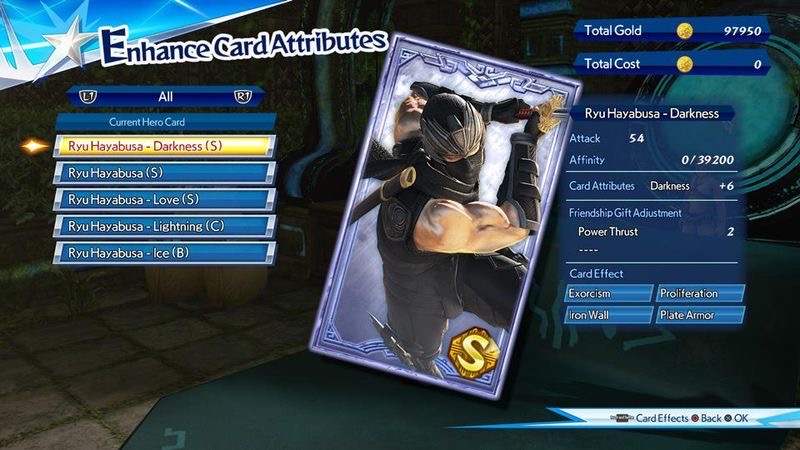 Enhance Card Attributes
L1 All R1
Current Hero Card
Ryu Hayabusa - Darkness (S)
Ryu Hayabusa (S)
Ryu Hayabusa - Love (S)
Ryu Hayabusa - Lightning (C)
Ryu Hayabusa - Ice (B)
S
Total Gold 97950
Total Cost 0
Ryu Hayabusa - Darkness
Attack 54
Affinity 0/39200
Card Attributes Darkness +6
Friendship Gift Adjustment
Power Thrust 2
----
Card Effect
Exorcism Proliferation
Iron Wall Plate Armor
Card Effects Back OK